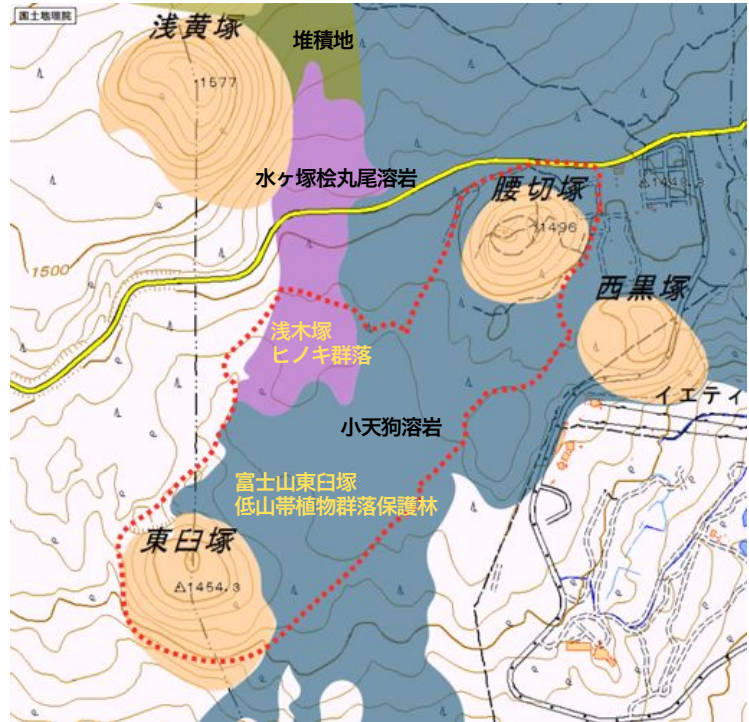 国土地理院
浅黄塚
堆積地
1577
水ヶ塚桧丸尾溶岩
腰切塚
1496
1500
西黒塚
浅木塚
ヒノキ群落
イエティ
小天狗溶岩
富士山東臼塚
低山帯植物群落保護林
東臼塚
1454.3